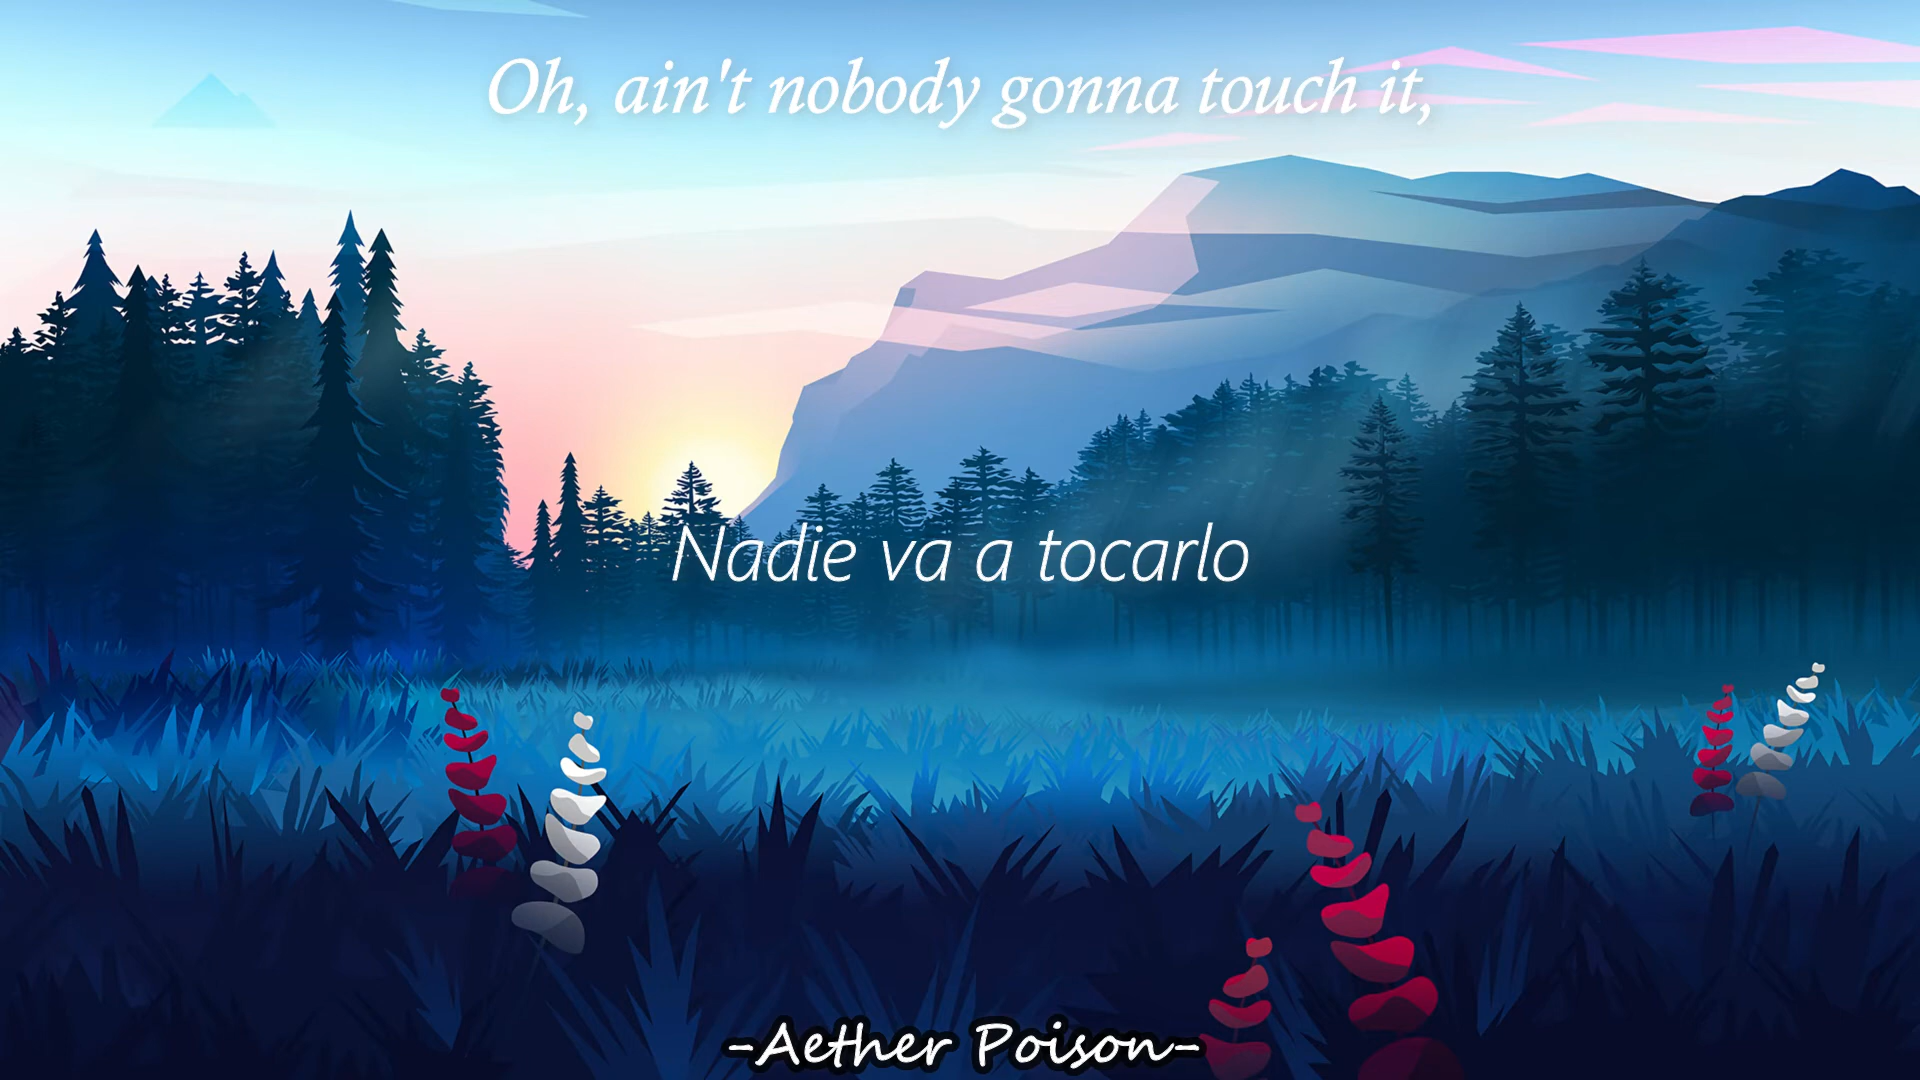 Oh, ain't nobody gonna touch it,
Nadie va a tocarlo
-Aether Poison-